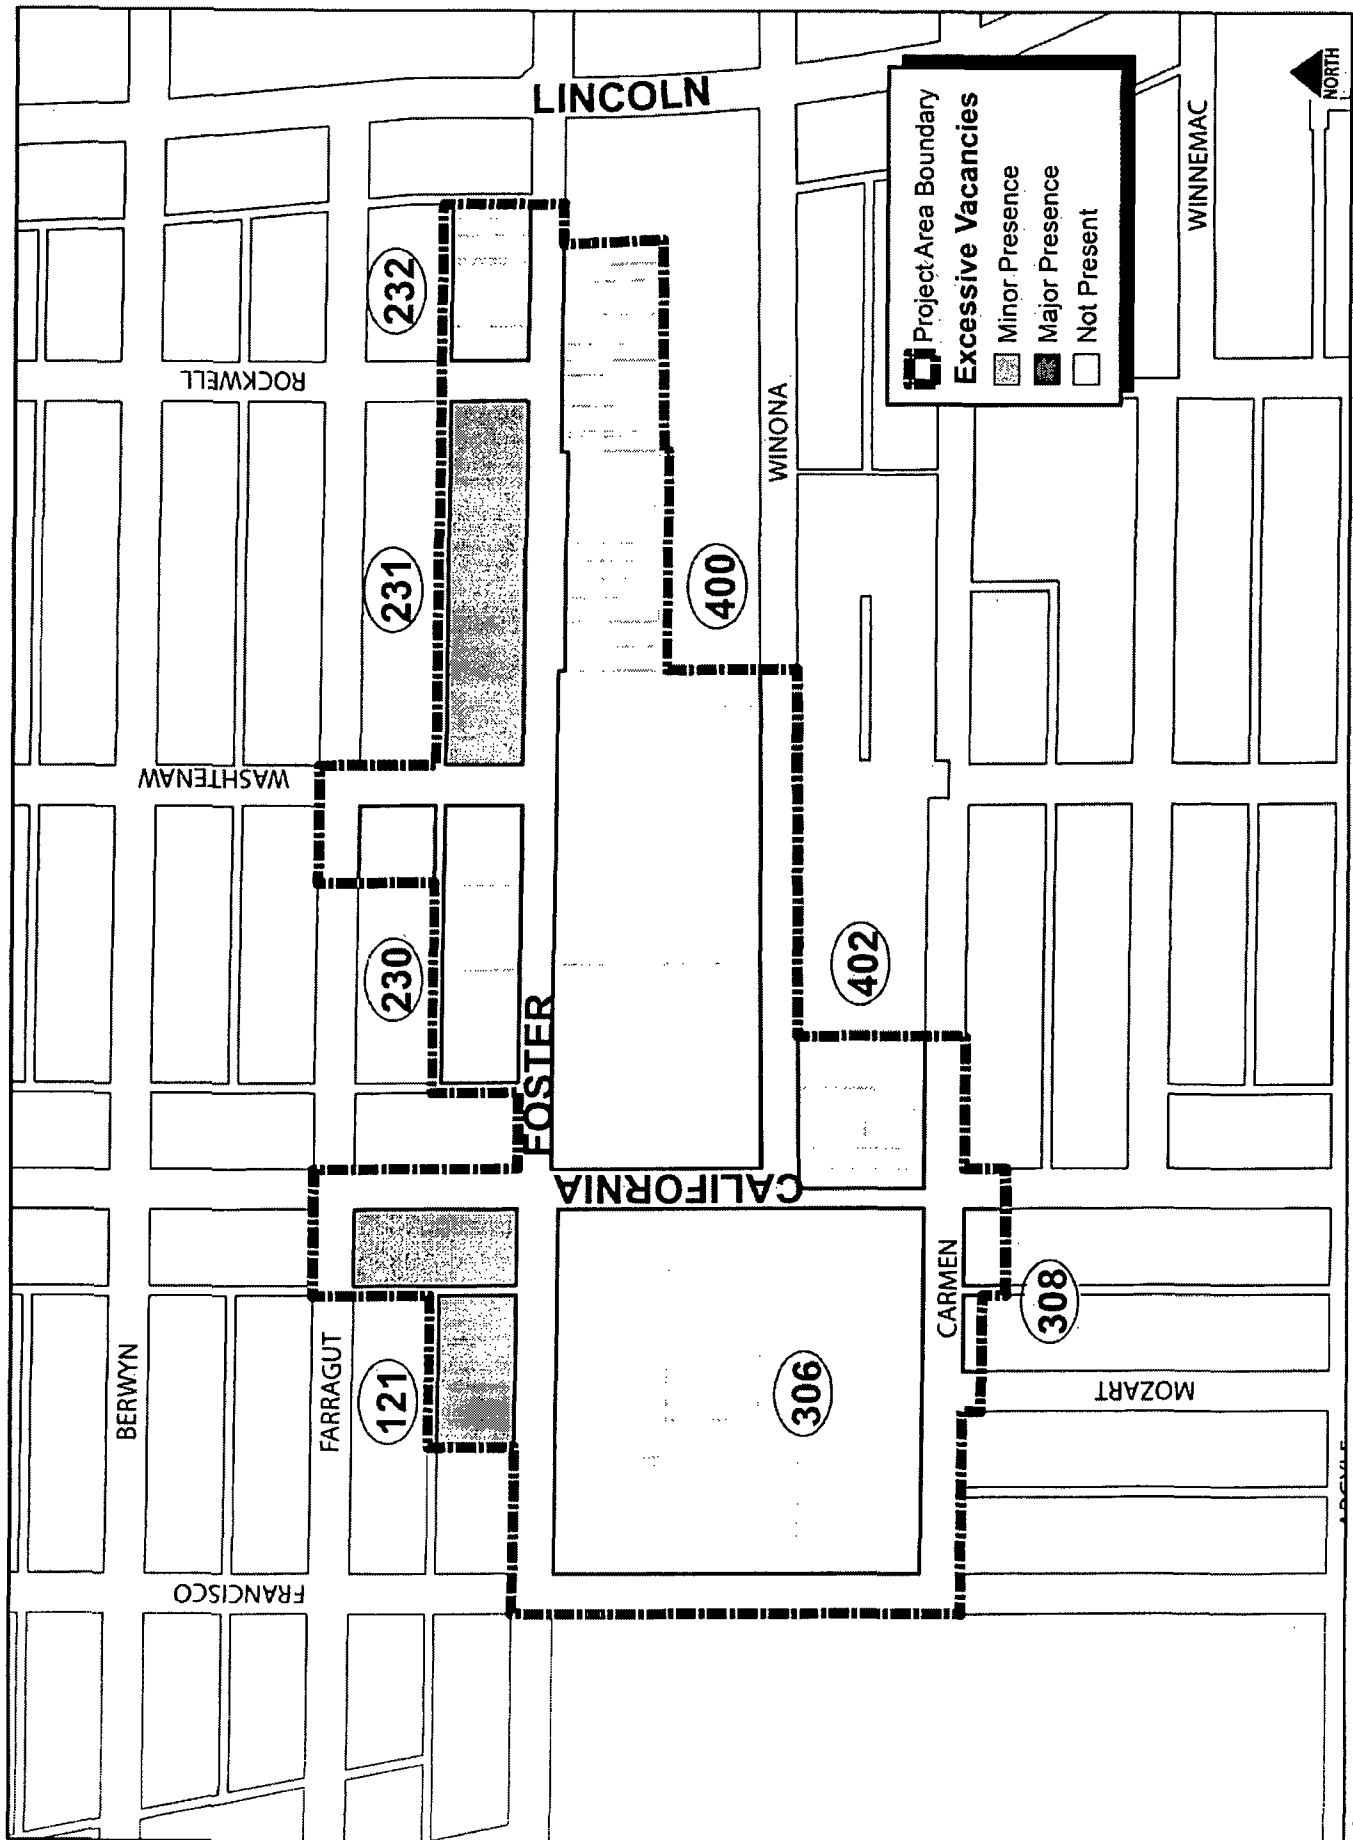 LINCOLN
Project Area Boundary
Excessive Vacancies
Minor Presence
Major Presence
Not Present
NORTH
WINNEMAC
232
ROCKWELL
WINONA
231
400
WASHTENAW
230
402
FOSTER
CALIFORNIA
CARMEN
308
BERWYN
FARRAGUT
121
306
MOZART
FRANCISCO